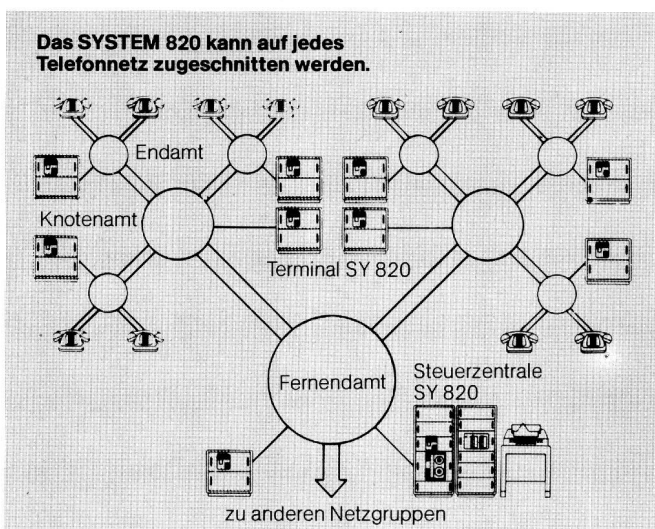 Das SYSTEM 820 kann auf jedes
Telefonnetz zugeschnitten werden.
Endamt
Knotenamt
Terminal SY 820
Fernendamt
Steuerzentrale
SY 820
zu anderen Netzgruppen